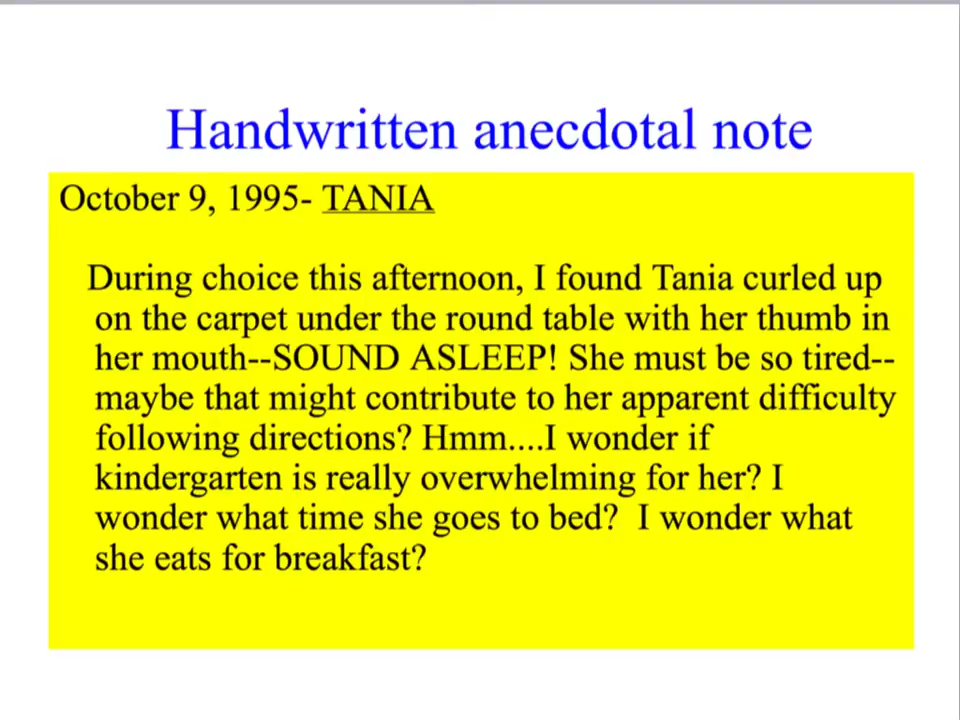 Handwritten anecdotal note
October 9, 1995- TANIA
During choice this afternoon, I found Tania curled up
on the carpet under the round table with her thumb in
her mouth--SOUND ASLEEP! She must be so tired--
maybe that might contribute to her apparent difficulty
following directions? Hmm....I wonder if
kindergarten is really overwhelming for her? I
wonder what time she goes to bed?  I wonder what
she eats for breakfast?